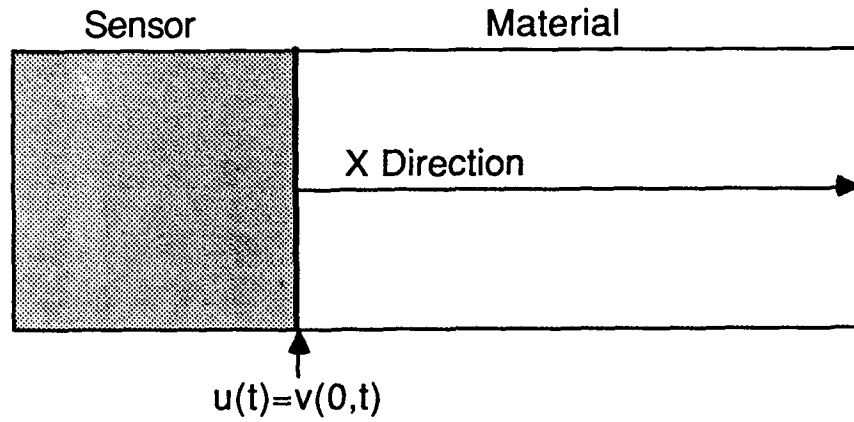 Sensor
Material
X Direction
u(t)=v(0,t)